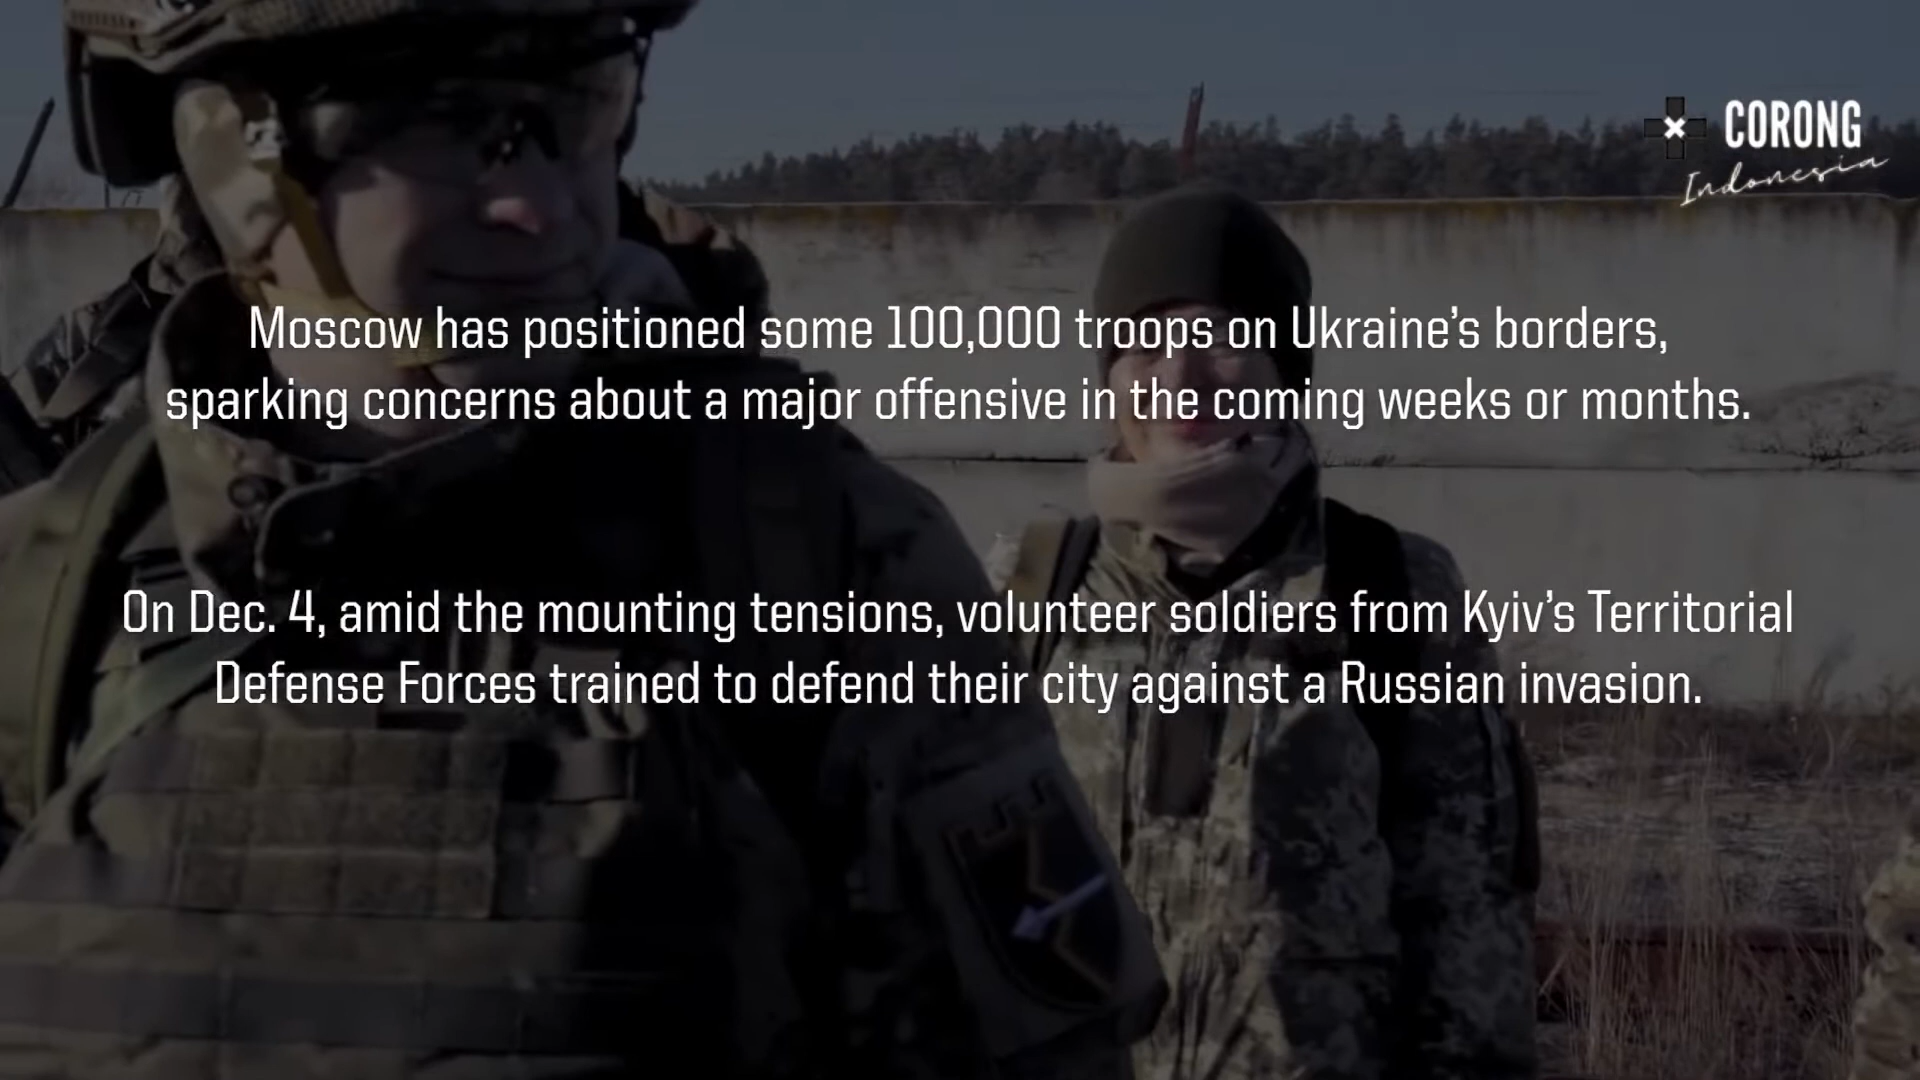 CORONG
Indonesia
Moscow has positioned some 100,000 troops on Ukraine’s borders,
sparking concerns about a major offensive in the coming weeks or months.
On Dec. 4, amid the mounting tensions, volunteer soldiers from Kyiv’s Territorial
Defense Forces trained to defend their city against a Russian invasion.